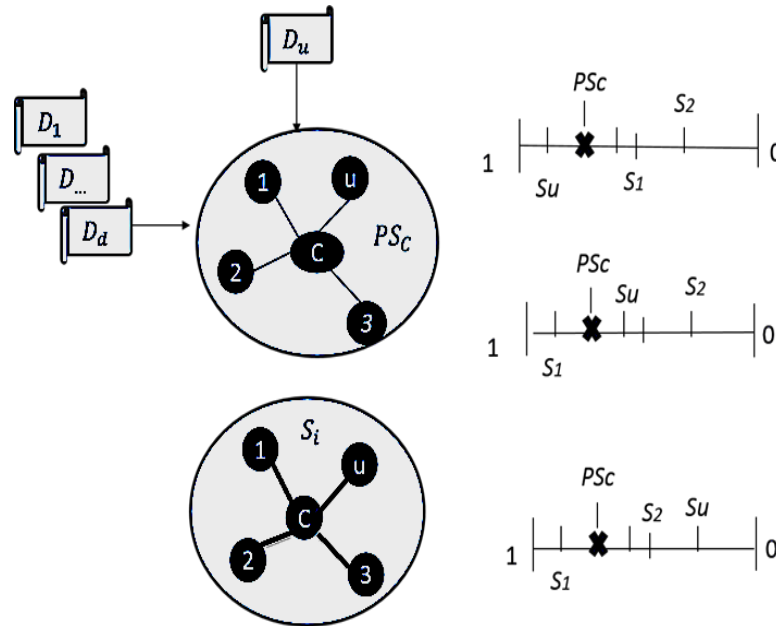 D_u
D_1
D_...
D_d
1
u
PS_C
C
2
3
S_i
1
u
C
2
3
PSc
S2
1
0
Su
S1
PSc
Su
S2
1
0
S1
PSc
S2
Su
1
0
S1